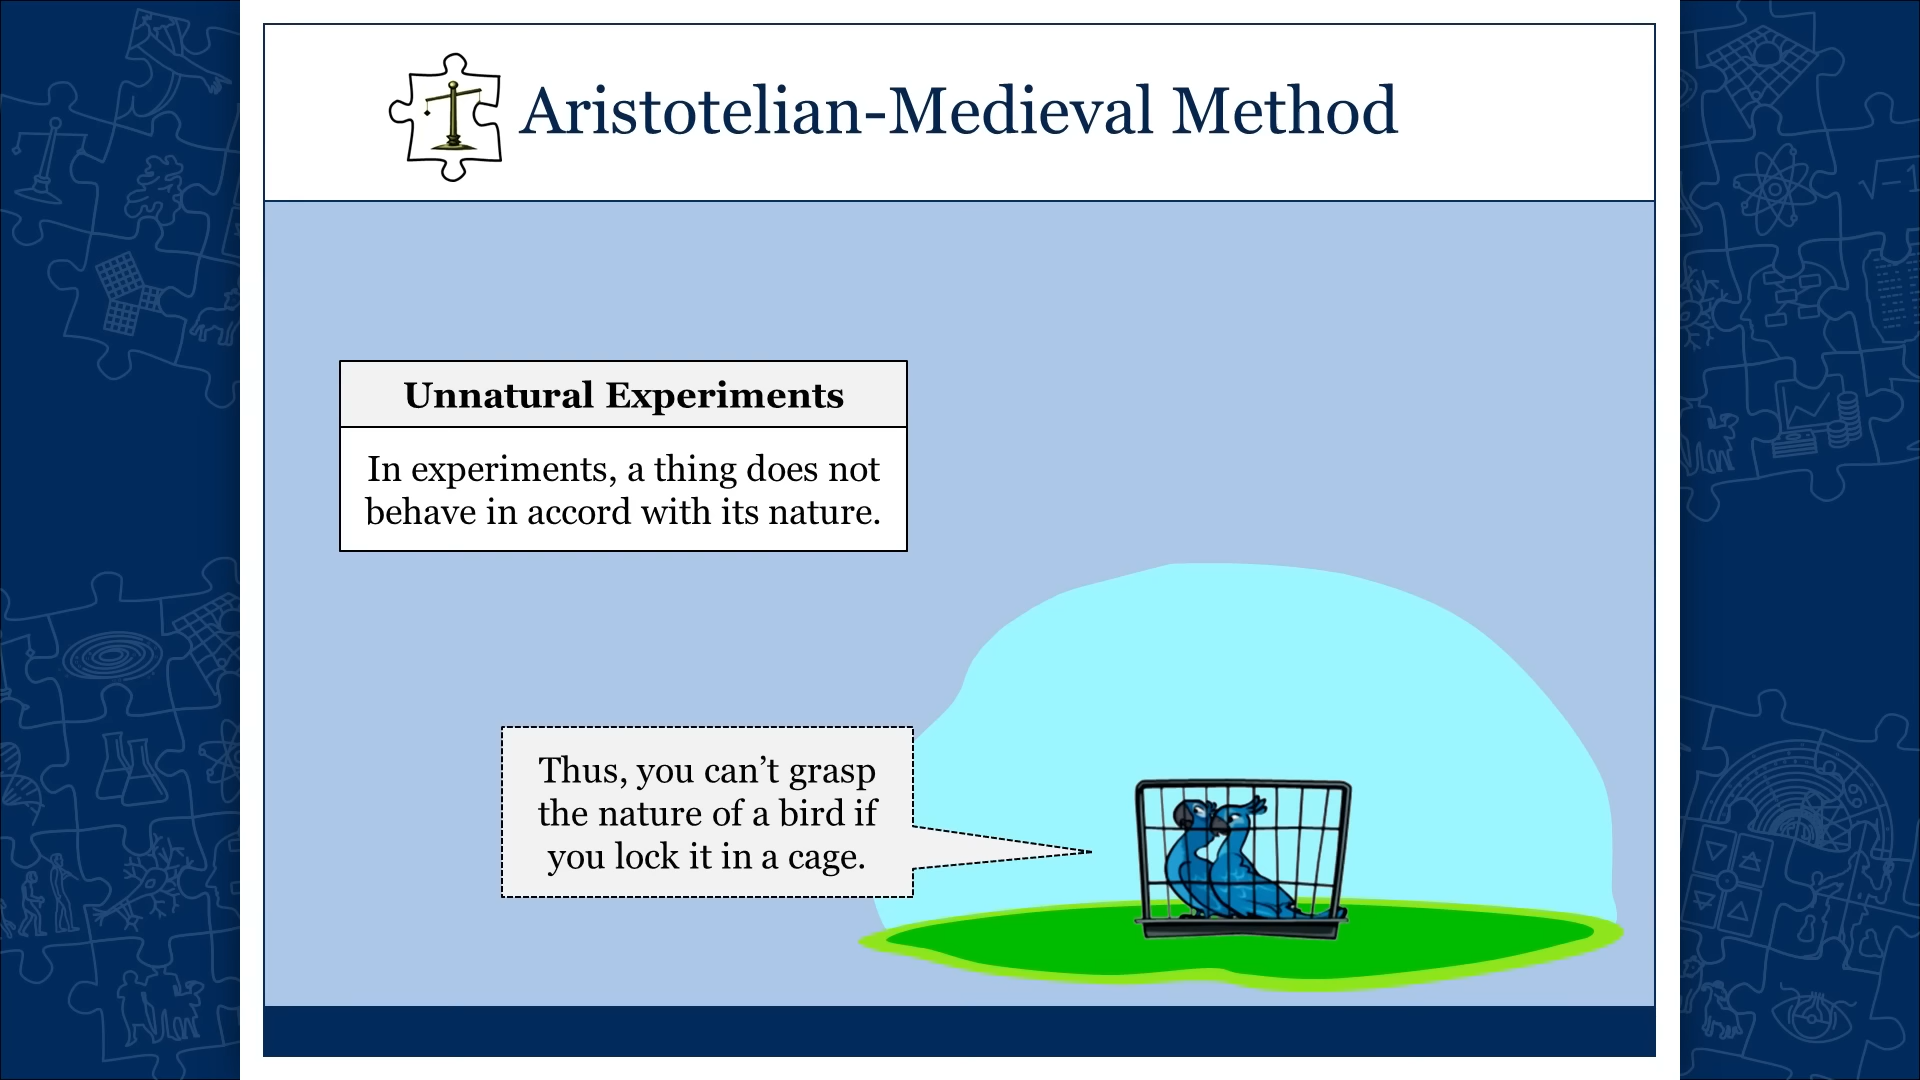 Aristotelian-Medieval Method
Unnatural Experiments
In experiments, a thing does not
behave in accord with its nature.
Thus, you can’t grasp
the nature of a bird if
you lock it in a cage.
√-1